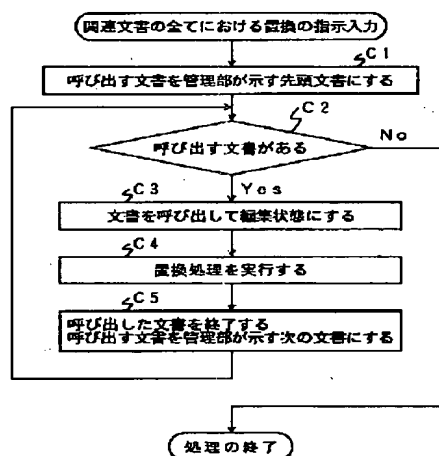 関連文書の全てにおける置換の指示入力
C1
呼び出す文書を管理部が示す先頭文書にする
C2
呼び出す文書がある
No
Yes
C3
文書を呼び出して編集状態にする
C4
置換処理を実行する
C5
呼び出した文書を終了する
呼び出す文書を管理部が示す次の文書にする
処理の終了